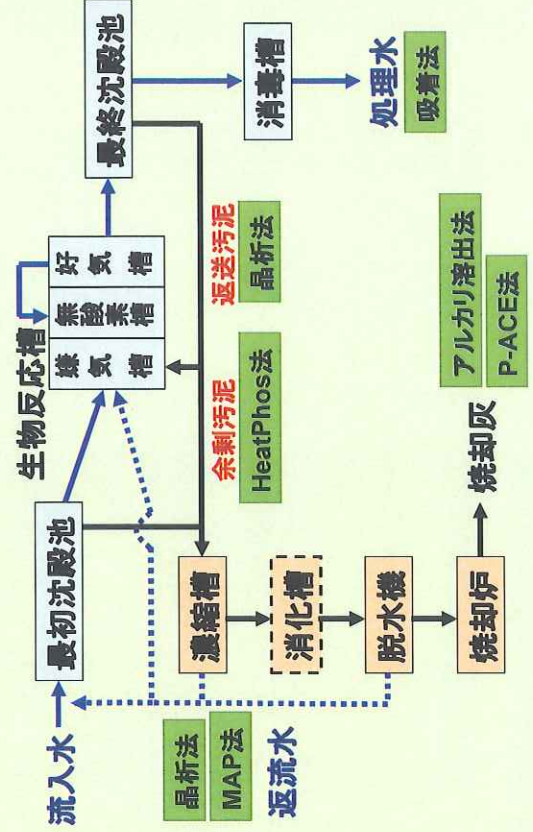 流入水
最初沈殿池
生物反応槽
嫌気槽
無酸素槽
好気槽
最終沈殿池
消毒槽
処理水
吸着法
返送汚泥
晶析法
余剰汚泥
HeatPhos法
濃縮槽
消化槽
脱水機
焼却炉
焼却灰
アルカリ溶出法
P-ACE法
晶析法
MAP法
返流水